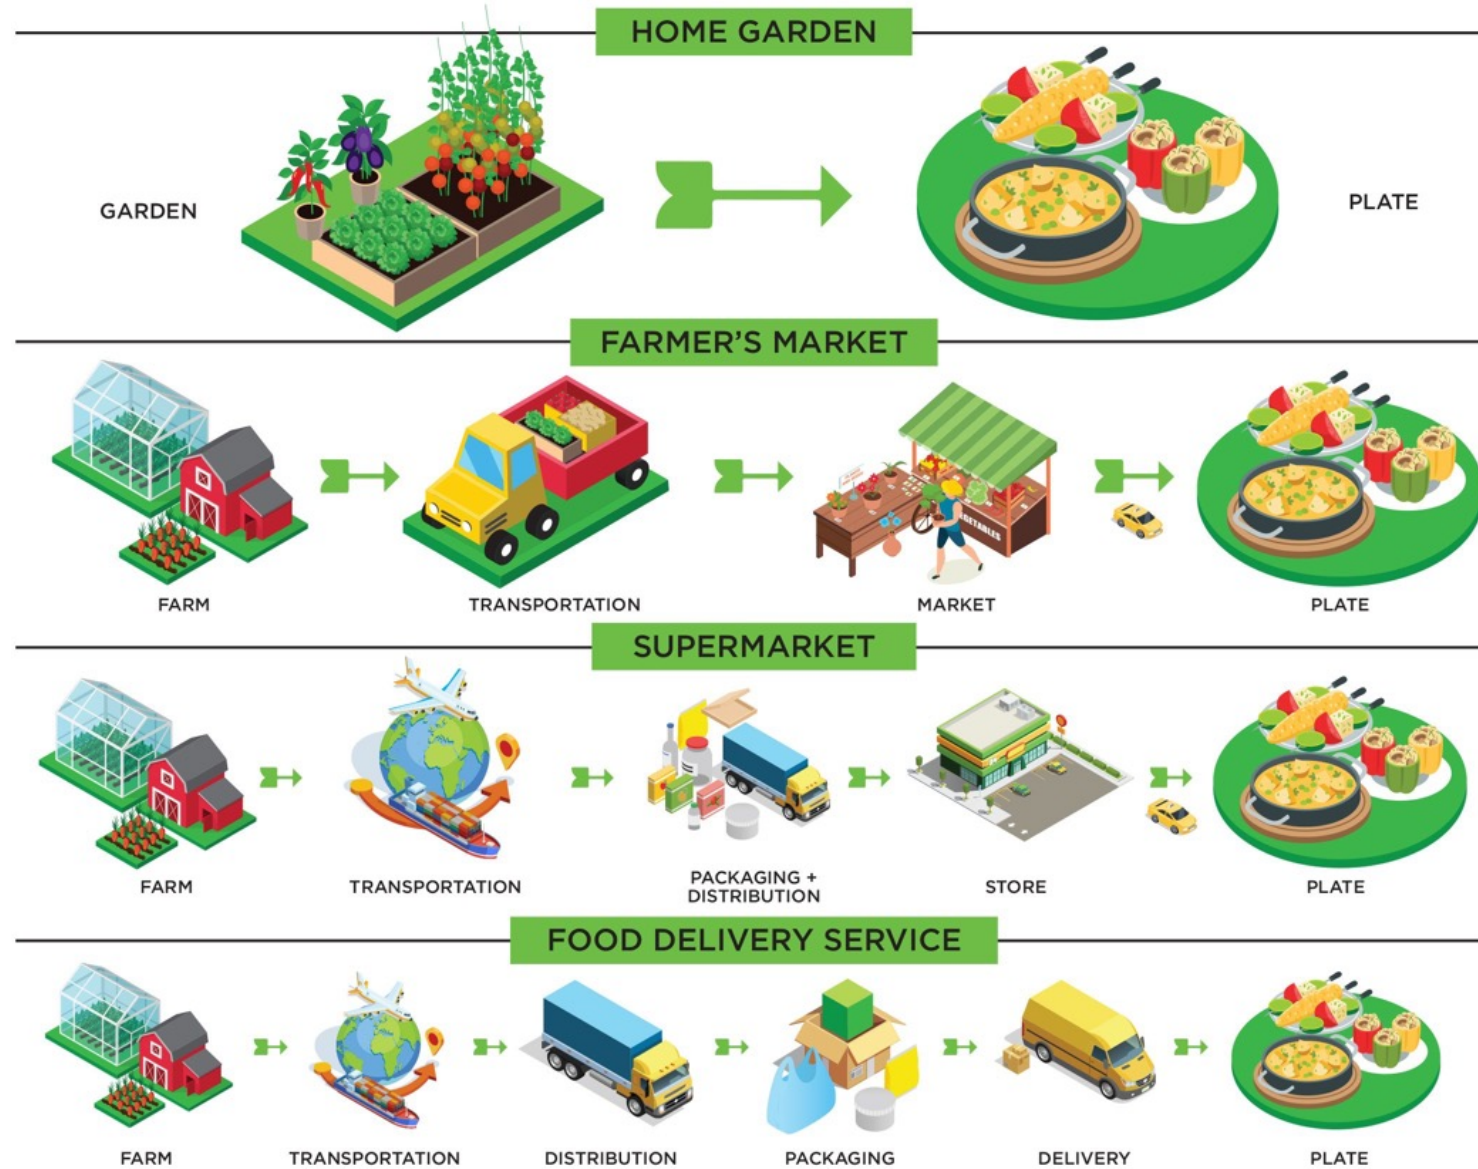 HOME GARDEN
GARDEN
PLATE
FARMER'S MARKET
VEGETABLES
FARM
TRANSPORTATION
MARKET
PLATE
SUPERMARKET
FARM
TRANSPORTATION
PACKAGING +
DISTRIBUTION
STORE
PLATE
FOOD DELIVERY SERVICE
FARM
TRANSPORTATION
DISTRIBUTION
PACKAGING
DELIVERY
PLATE